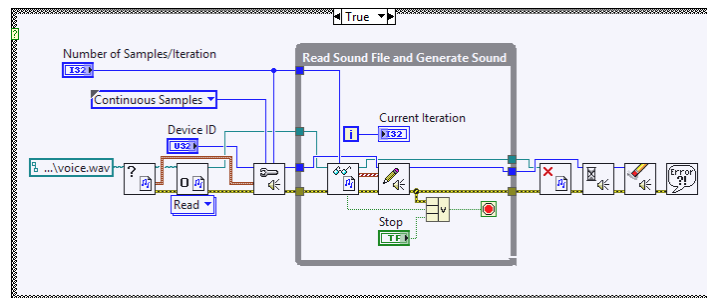 True
?
Number of Samples/Iteration
I32
Read Sound File and Generate Sound
Continuous Samples
Current Iteration
i
I32
Device ID
U32
...\voice.wav
?
Read
Stop
TF
V
Error
?!